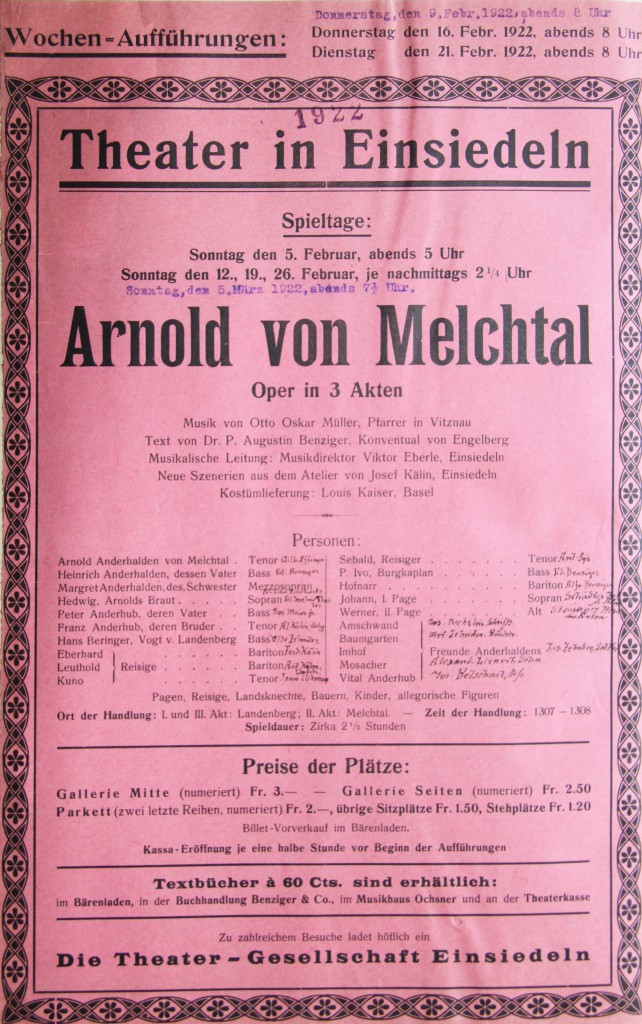 Donnerstag, den 9. Febr. 1922, abends 8 Uhr
Wochen-Aufführungen: Donnerstag den 16. Febr. 1922, abends 8 Uhr
Dienstag den 21. Febr. 1922, abends 8 Uhr
1922
Theater in Einsiedeln
Spieltage:
Sonntag den 5. Februar, abends 5 Uhr
Sonntag den 12., 19., 26. Februar, je nachmittags 2 1/4 Uhr
Sonntag, den 5. März 1922, abends 7½ Uhr.
Arnold von Melchtal
Oper in 3 Akten
Musik von Otto Oskar Müller, Pfarrer in Vitznau
Text von Dr. P. Augustin Benziger, Konventual von Engelberg
Musikalische Leitung: Musikdirektor Viktor Eberle, Einsiedeln
Neue Szenerien aus dem Atelier von Josef Kälin, Einsiedeln
Kostümlieferung: Louis Kaiser, Basel
Personen:
Arnold Anderhalden von Melchtal . Tenor
Heinrich Anderhalden, dessen Vater Bass
Margret Anderhalden, des. Schwester Mezzosopran
Hedwig, Arnolds Braut . . . . Sopran
Peter Anderhub, deren Vater . . Bass
Franz Anderhub, deren Bruder . Tenor
Hans Beringer, Vogt v. Landenberg Bass
Eberhard Bariton
Leuthold Reisige . . . . Bariton
Kuno Tenor
Sebald, Reisiger . . . . . . Tenor
P. Ivo, Burgkaplan . . . . . Bass
Hofnarr . . . . . . . . Bariton
Johann, I. Page . . . . . . Sopran
Werner, II. Page . . . . . . Alt
Amschwand
Baumgarten
Imhof Freunde Anderhaldens
Mosacher
Vital Anderhub
Pagen, Reisige, Landsknechte, Bauern, Kinder, allegorische Figuren
Ort der Handlung: I. und III. Akt: Landenberg; II. Akt: Melchtal. — Zeit der Handlung: 1307 – 1308
Spieldauer: Zirka 2 1/2 Stunden
Preise der Plätze:
Gallerie Mitte (numeriert) Fr. 3.— — Gallerie Seiten (numeriert) Fr. 2.50
Parkett (zwei letzte Reihen, numeriert) Fr. 2.—, übrige Sitzplätze Fr. 1.50, Stehplätze Fr. 1.20
Billet-Vorverkauf im Bärenladen.
Kassa-Eröffnung je eine halbe Stunde vor Beginn der Aufführungen
Textbücher à 60 Cts. sind erhältlich:
im Bärenladen, in der Buchhandlung Benziger & Co., im Musikhaus Ochsner und an der Theaterkasse
Zu zahlreichem Besuche ladet höflich ein
Die Theater-Gesellschaft Einsiedeln